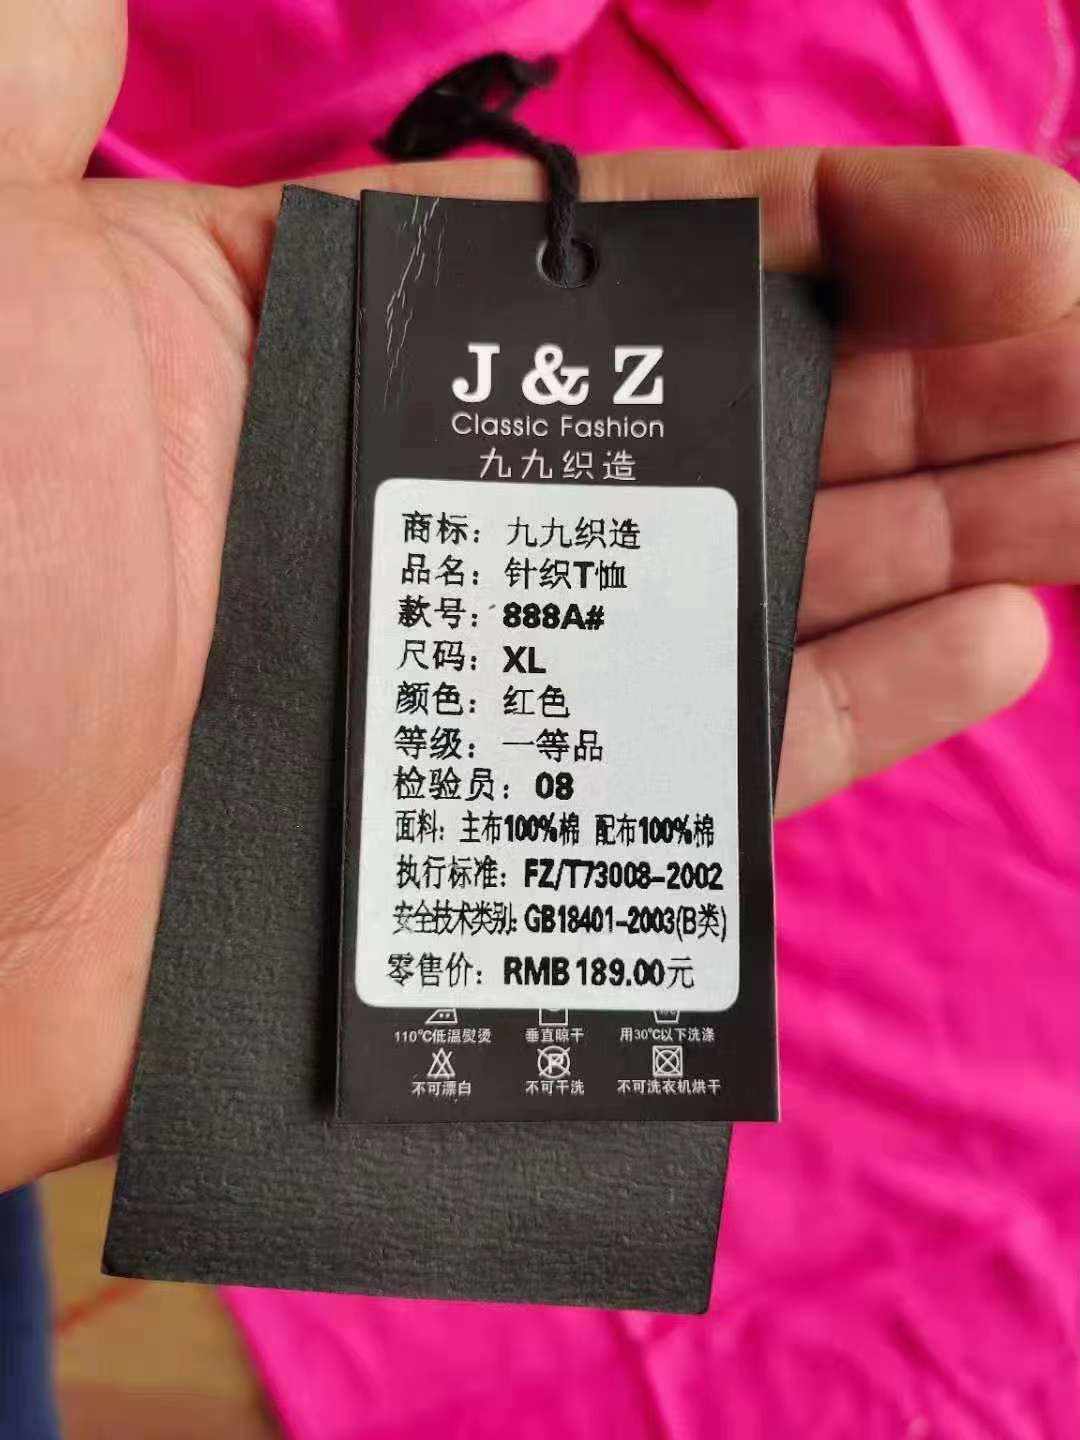 J & Z
Classic Fashion
九九织造
商标：九九织造
品名：针织T恤
款号：888A#
尺码：XL
颜色：红色
等级：一等品
检验员：08
面料：主布100%棉 配布100%棉
执行标准：FZ/T73008-2002
安全技术类别：GB18401-2003(B类)
零售价：RMB 189.00元
110℃低温熨烫 垂直晾干 用30℃以下洗涤
不可漂白 不可干洗 不可洗衣机烘干